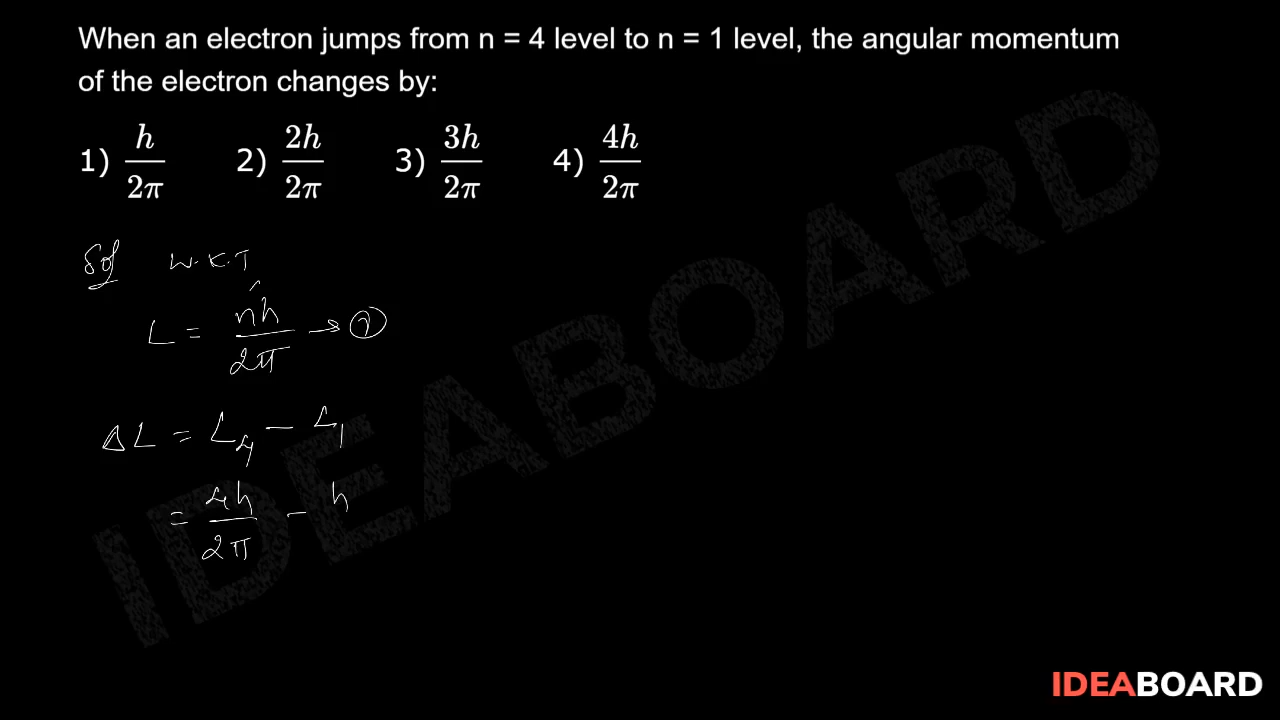 When an electron jumps from n = 4 level to n = 1 level, the angular momentum
of the electron changes by:
1) h/2π 2) 2h/2π 3) 3h/2π 4) 4h/2π
Sol W.K.T
L = nh/2π → ①
ΔL = L₄ - L₁
= 4h/2π - h
IDEABOARD
IDEABOARD